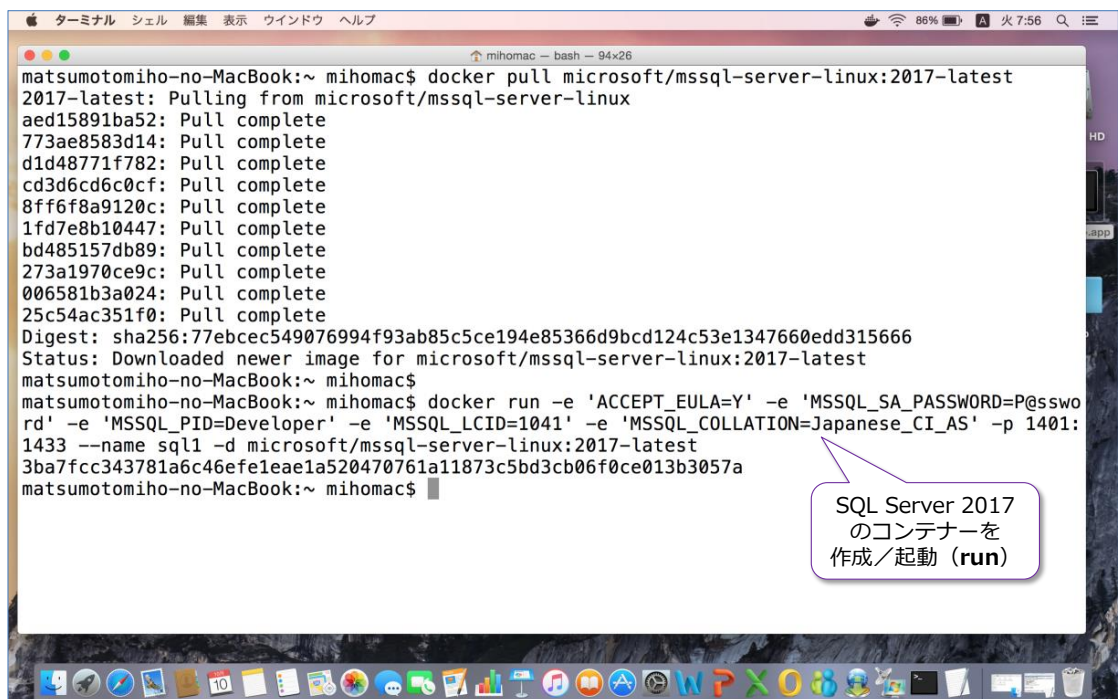 ターミナル シェル 編集 表示 ウインドウ ヘルプ 86% A 火 7:56
mihomac — bash — 94×26
matsumotomiho-no-MacBook:~ mihomac$ docker pull microsoft/mssql-server-linux:2017-latest
2017-latest: Pulling from microsoft/mssql-server-linux
aed15891ba52: Pull complete
773ae8583d14: Pull complete
d1d48771f782: Pull complete
cd3d6cd6c0cf: Pull complete
8ff6f8a9120c: Pull complete
1fd7e8b10447: Pull complete
bd485157db89: Pull complete
273a1970ce9c: Pull complete
006581b3a024: Pull complete
25c54ac351f0: Pull complete
Digest: sha256:77ebcec549076994f93ab85c5ce194e85366d9bcd124c53e1347660edd315666
Status: Downloaded newer image for microsoft/mssql-server-linux:2017-latest
matsumotomiho-no-MacBook:~ mihomac$
matsumotomiho-no-MacBook:~ mihomac$ docker run -e 'ACCEPT_EULA=Y' -e 'MSSQL_SA_PASSWORD=P@sswo
rd' -e 'MSSQL_PID=Developer' -e 'MSSQL_LCID=1041' -e 'MSSQL_COLLATION=Japanese_CI_AS' -p 1401:
1433 --name sql1 -d microsoft/mssql-server-linux:2017-latest
3ba7fcc343781a6c46efe1eae1a520470761a11873c5bd3cb06f0ce013b3057a
matsumotomiho-no-MacBook:~ mihomac$
SQL Server 2017
のコンテナーを
作成／起動（run）
HD
.app
10